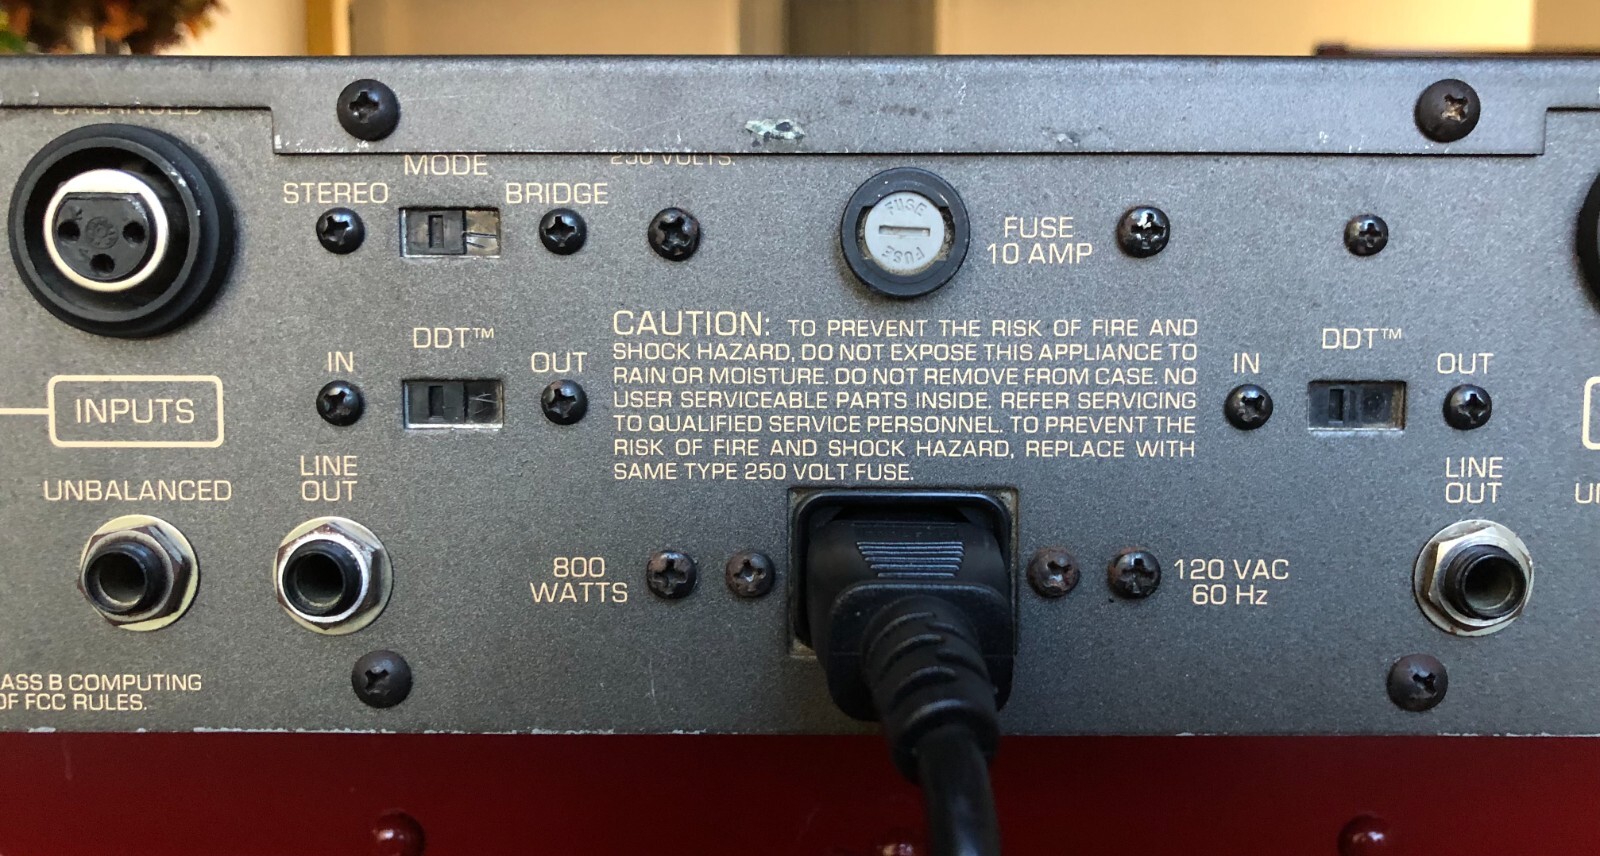 BALANCED
MODE
250 VOLTS.
STEREO
BRIDGE
FUSE
FUSE
FUSE
10 AMP
DDT™
IN
OUT
INPUTS
UNBALANCED
LINE
OUT
CAUTION: TO PREVENT THE RISK OF FIRE AND
SHOCK HAZARD, DO NOT EXPOSE THIS APPLIANCE TO
RAIN OR MOISTURE. DO NOT REMOVE FROM CASE. NO
USER SERVICEABLE PARTS INSIDE. REFER SERVICING
TO QUALIFIED SERVICE PERSONNEL. TO PREVENT THE
RISK OF FIRE AND SHOCK HAZARD, REPLACE WITH
SAME TYPE 250 VOLT FUSE.
DDT™
IN
OUT
LINE
OUT
800
WATTS
120 VAC
60 Hz
ASS B COMPUTING
OF FCC RULES.